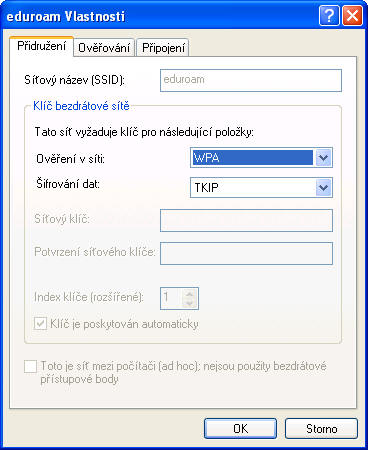 eduroam Vlastnosti
Přidružení Ověřování Připojení
Síťový název (SSID): eduroam
Klíč bezdrátové sítě
Tato síť vyžaduje klíč pro následující položky:
Ověření v síti: WPA
Šifrování dat: TKIP
Síťový klíč:
Potvrzení síťového klíče:
Index klíče (rozšířené): 1
Klíč je poskytován automaticky
Toto je síť mezi počítači (ad hoc); nejsou použity bezdrátové
přístupové body
OK Storno